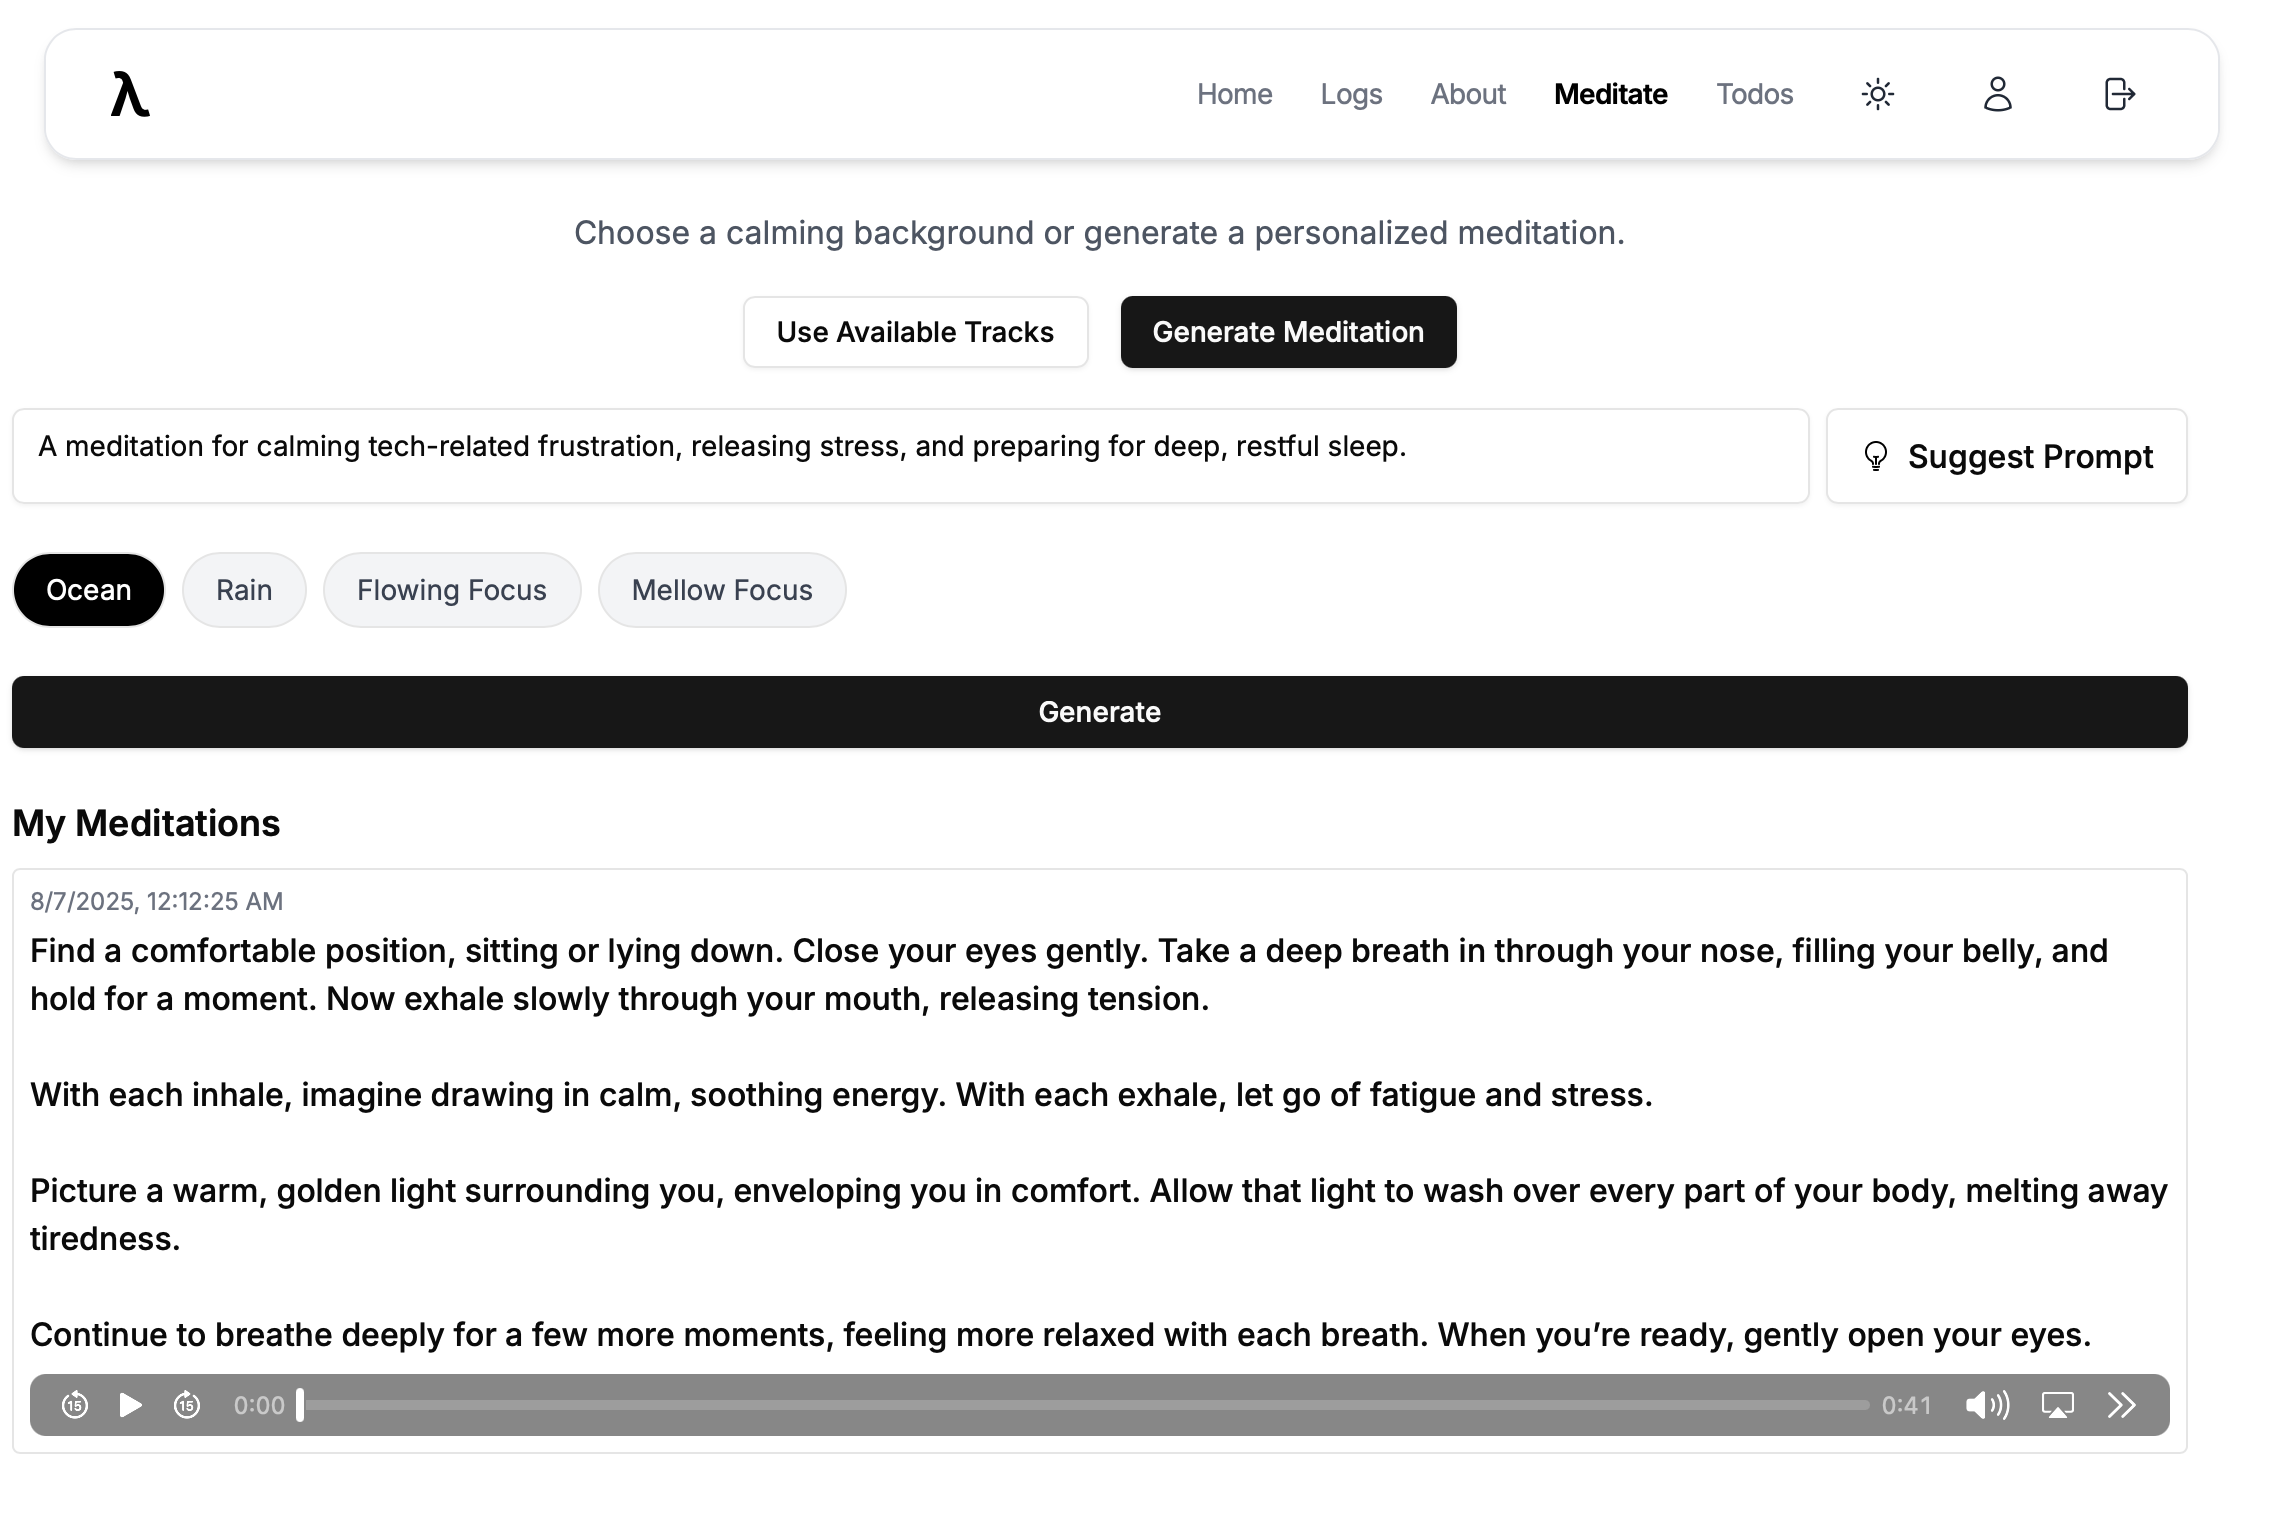 λ
Home Logs About Meditate Todos
Choose a calming background or generate a personalized meditation.
Use Available Tracks Generate Meditation
A meditation for calming tech-related frustration, releasing stress, and preparing for deep, restful sleep.
Suggest Prompt
Ocean Rain Flowing Focus Mellow Focus
Generate
My Meditations
8/7/2025, 12:12:25 AM
Find a comfortable position, sitting or lying down. Close your eyes gently. Take a deep breath in through your nose, filling your belly, and
hold for a moment. Now exhale slowly through your mouth, releasing tension.
With each inhale, imagine drawing in calm, soothing energy. With each exhale, let go of fatigue and stress.
Picture a warm, golden light surrounding you, enveloping you in comfort. Allow that light to wash over every part of your body, melting away
tiredness.
Continue to breathe deeply for a few more moments, feeling more relaxed with each breath. When you’re ready, gently open your eyes.
15 15 0:00 0:41